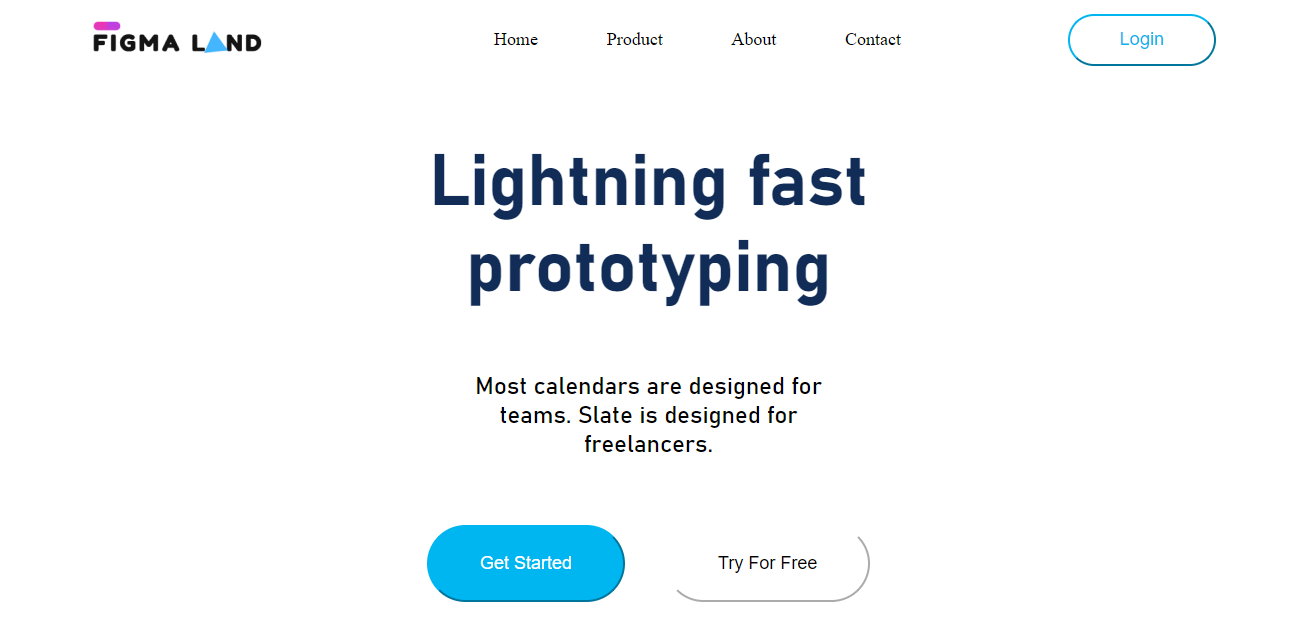 FIGMA LAND
Home
Product
About
Contact
Login
Lightning fast
prototyping
Most calendars are designed for
teams. Slate is designed for
freelancers.
Get Started
Try For Free